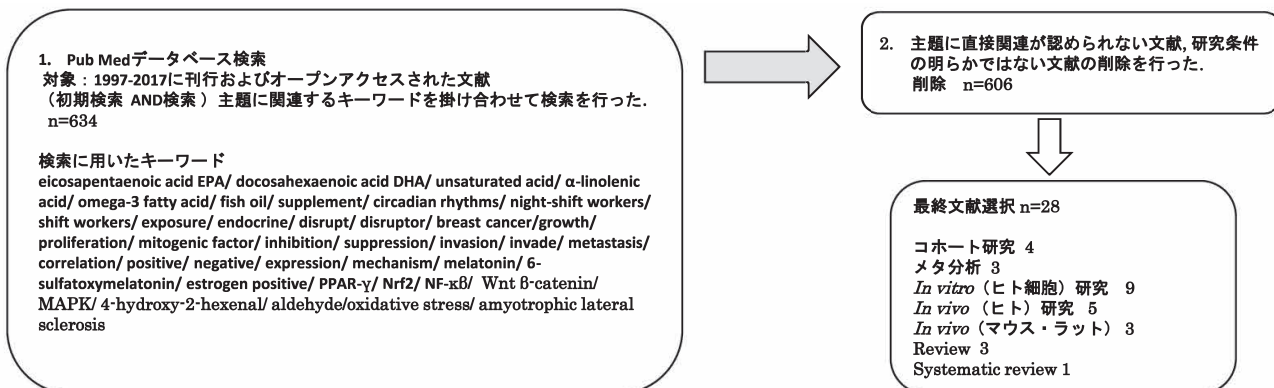 1. Pub Medデータベース検索
対象：1997-2017に刊行およびオープンアクセスされた文献
（初期検索 AND検索 ）主題に関連するキーワードを掛け合わせて検索を行った.
n=634
検索に用いたキーワード
eicosapentaenoic acid EPA/ docosahexaenoic acid DHA/ unsaturated acid/ α-linolenic
acid/ omega-3 fatty acid/ fish oil/ supplement/ circadian rhythms/ night-shift workers/
shift workers/ exposure/ endocrine/ disrupt/ disruptor/ breast cancer/growth/
proliferation/ mitogenic factor/ inhibition/ suppression/ invasion/ invade/ metastasis/
correlation/ positive/ negative/ expression/ mechanism/ melatonin/ 6-
sulfatoxymelatonin/ estrogen positive/ PPAR-γ/ Nrf2/ NF-κß/ Wnt β-catenin/
MAPK/ 4-hydroxy-2-hexenal/ aldehyde/oxidative stress/ amyotrophic lateral
sclerosis
2. 主題に直接関連が認められない文献, 研究条件
の明らかではない文献の削除を行った.
削除 n=606
最終文献選択 n=28
コホート研究 4
メタ分析 3
In vitro（ヒト細胞）研究 9
In vivo（ヒト）研究 5
In vivo（マウス・ラット） 3
Review 3
Systematic review 1